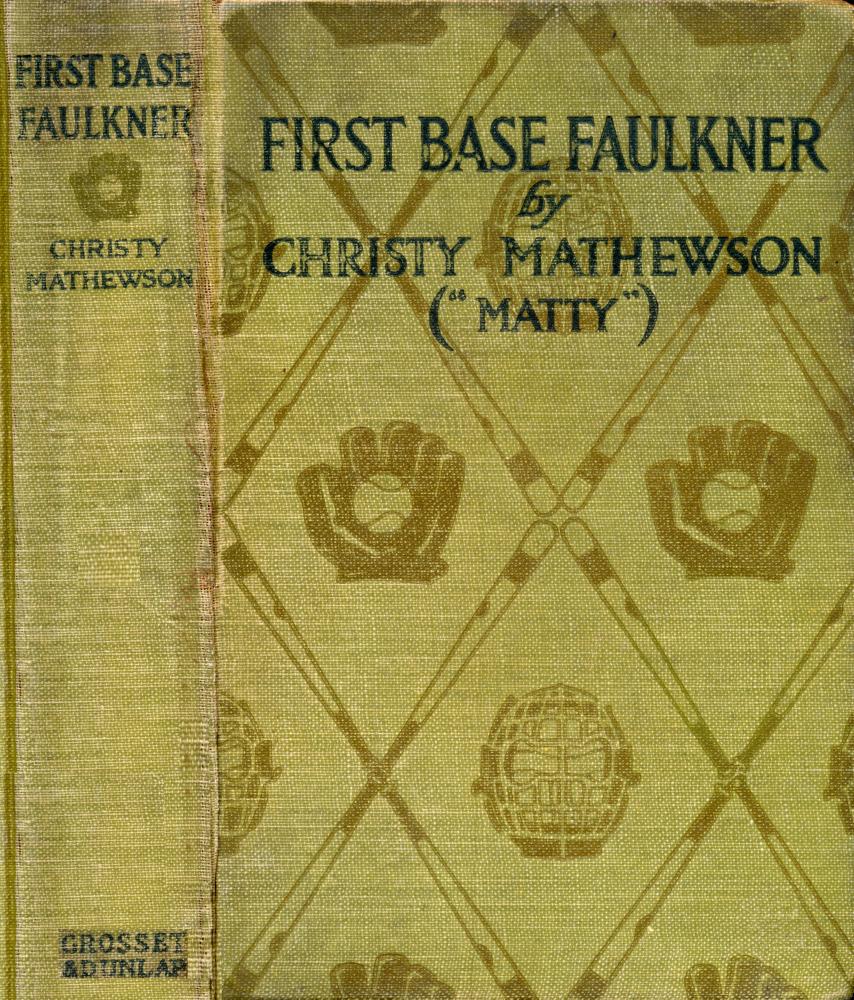 FIRST BASE
FAULKNER
CHRISTY
MATHEWSON
GROSSET
& DUNLAP
FIRST BASE FAULKNER
by
CHRISTY MATHEWSON
("MATTY")